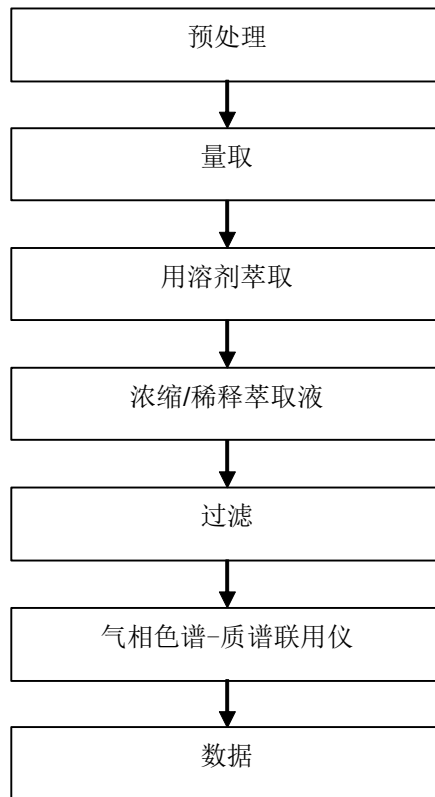 预处理
量取
用溶剂萃取
浓缩/稀释萃取液
过滤
气相色谱-质谱联用仪
数据